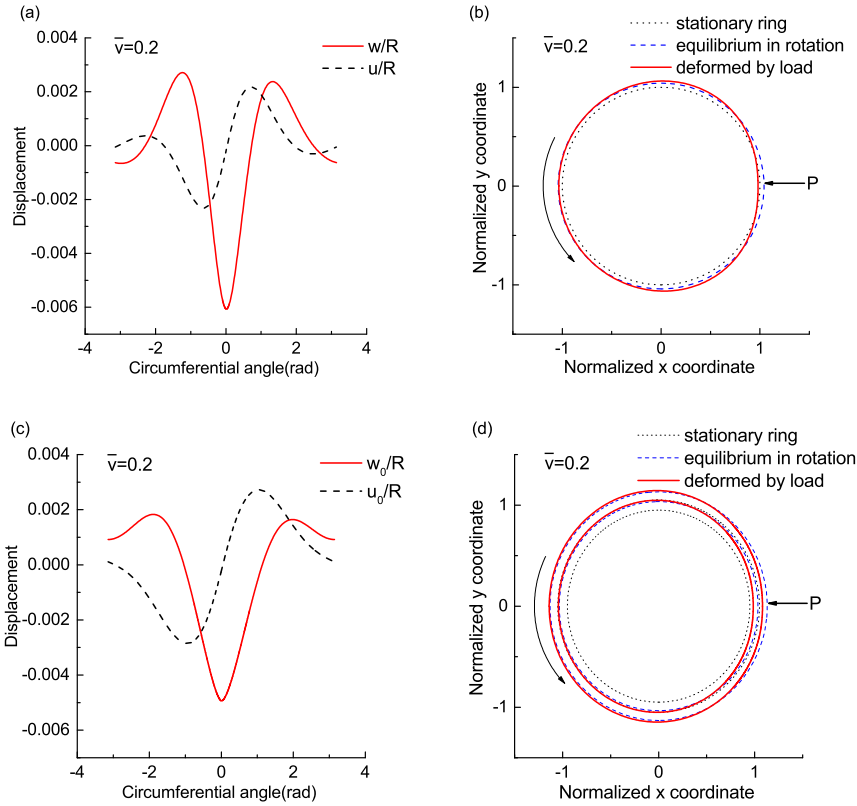 (a)
v̅=0.2
w/R
u/R
0.004
0.002
0.000
-0.002
-0.004
-0.006
Displacement
-4
-2
0
2
4
Circumferential angle(rad)
(b)
v̅=0.2
stationary ring
equilibrium in rotation
deformed by load
1
0
-1
Normalized y coordinate
P
-1
0
1
Normalized x coordinate
(c)
v̅=0.2
w₀/R
u₀/R
0.004
0.002
0.000
-0.002
-0.004
-0.006
Displacement
-4
-2
0
2
4
Circumferential angle(rad)
(d)
v̅=0.2
stationary ring
equilibrium in rotation
deformed by load
1
0
-1
Normalized y coordinate
P
-1
0
1
Normalized x coordinate